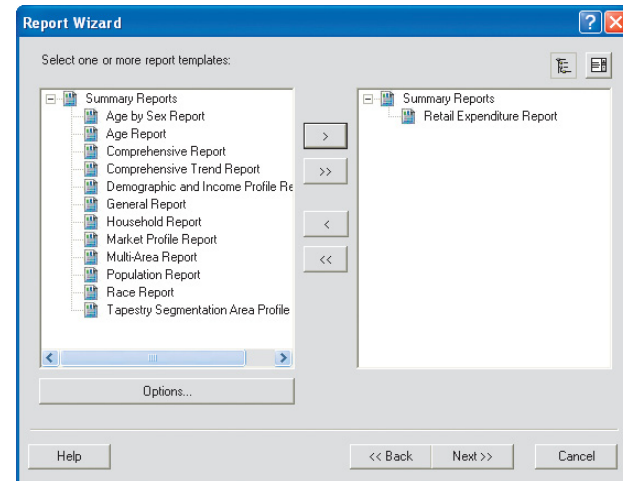 Report Wizard
Select one or more report templates:
Summary Reports
Age by Sex Report
Age Report
Comprehensive Report
Comprehensive Trend Report
Demographic and Income Profile Re
General Report
Household Report
Market Profile Report
Multi-Area Report
Population Report
Race Report
Tapestry Segmentation Area Profile
>
>>
<
<<
Summary Reports
Retail Expenditure Report
Options...
Help
<< Back
Next >>
Cancel